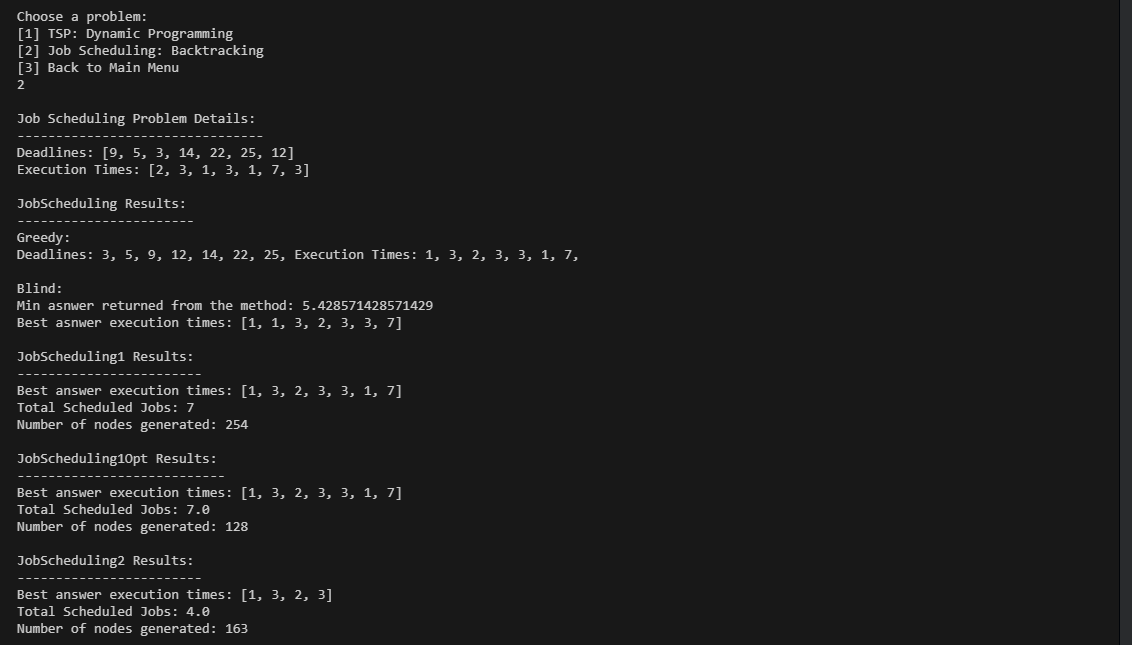 Choose a problem:
[1] TSP: Dynamic Programming
[2] Job Scheduling: Backtracking
[3] Back to Main Menu
2
Job Scheduling Problem Details:
--------------------------------
Deadlines: [9, 5, 3, 14, 22, 25, 12]
Execution Times: [2, 3, 1, 3, 1, 7, 3]
JobScheduling Results:
-----------------------
Greedy:
Deadlines: 3, 5, 9, 12, 14, 22, 25, Execution Times: 1, 3, 2, 3, 3, 1, 7,
Blind:
Min asnwer returned from the method: 5.428571428571429
Best asnwer execution times: [1, 1, 3, 2, 3, 3, 7]
JobScheduling1 Results:
------------------------
Best answer execution times: [1, 3, 2, 3, 3, 1, 7]
Total Scheduled Jobs: 7
Number of nodes generated: 254
JobScheduling1Opt Results:
---------------------------
Best answer execution times: [1, 3, 2, 3, 3, 1, 7]
Total Scheduled Jobs: 7.0
Number of nodes generated: 128
JobScheduling2 Results:
------------------------
Best answer execution times: [1, 3, 2, 3]
Total Scheduled Jobs: 4.0
Number of nodes generated: 163